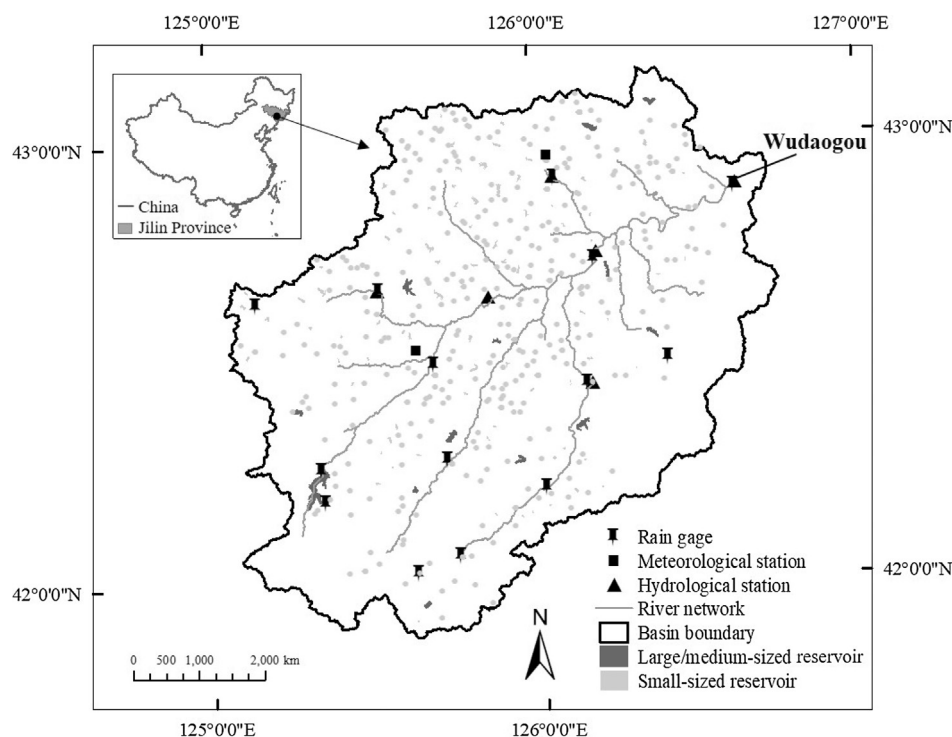 125°0'0"E 126°0'0"E 127°0'0"E
43°0'0"N
43°0'0"N
Wudaogou
China
Jilin Province
Rain gage
Meteorological station
Hydrological station
River network
Basin boundary
Large/medium-sized reservoir
Small-sized reservoir
42°0'0"N
42°0'0"N
N
0 500 1,000 2,000 km
125°0'0"E 126°0'0"E